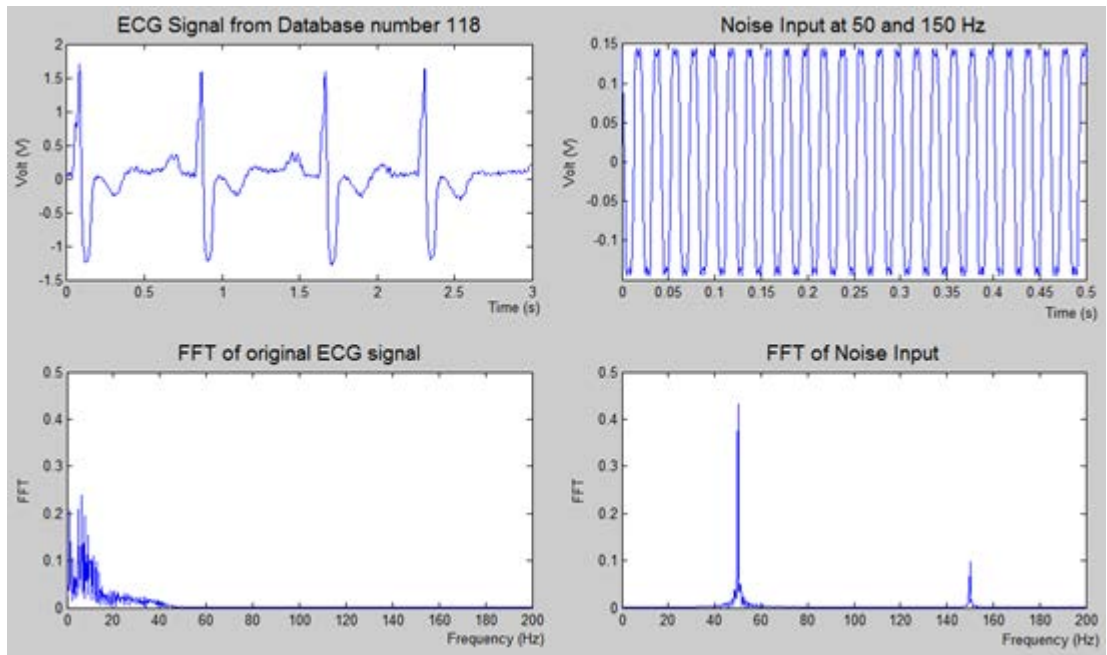 ECG Signal from Database number 118
2
1.5
1
0.5
0
-0.5
-1
-1.5
Volt (V)
0 0.5 1 1.5 2 2.5 3
Time (s)
Noise Input at 50 and 150 Hz
0.15
0.1
0.05
0
-0.05
-0.1
Volt (V)
0 0.05 0.1 0.15 0.2 0.25 0.3 0.35 0.4 0.45 0.5
Time (s)
FFT of original ECG signal
0.5
0.4
0.3
0.2
0.1
0
FFT
0 20 40 60 80 100 120 140 160 180 200
Frequency (Hz)
FFT of Noise Input
0.5
0.4
0.3
0.2
0.1
0
FFT
0 20 40 60 80 100 120 140 160 180 200
Frequency (Hz)